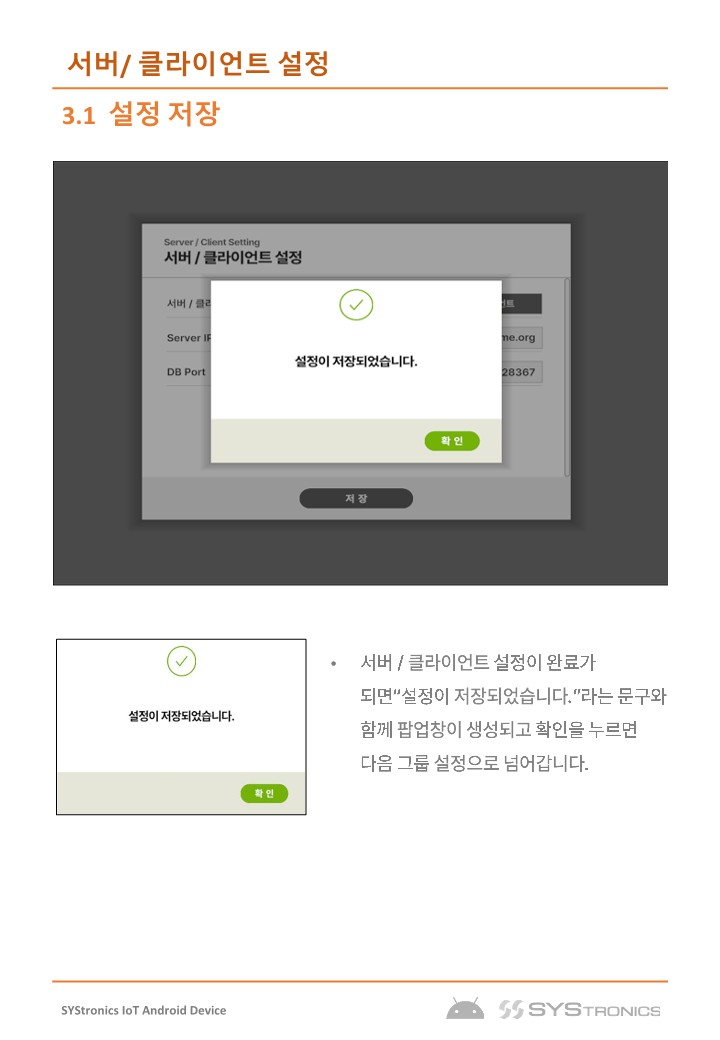 서버/ 클라이언트 설정
3.1 설정 저장
Server / Client Setting
서버 / 클라이언트 설정
서버 / 클라
언트
Server IP
me.org
DB Port
28367
설정이 저장되었습니다.
확 인
저 장
설정이 저장되었습니다.
확 인
• 서버 / 클라이언트 설정이 완료가
되면“설정이 저장되었습니다.”라는 문구와
함께 팝업창이 생성되고 확인을 누르면
다음 그룹 설정으로 넘어갑니다.
SYStronics IoT Android Device
SYSTRONICS